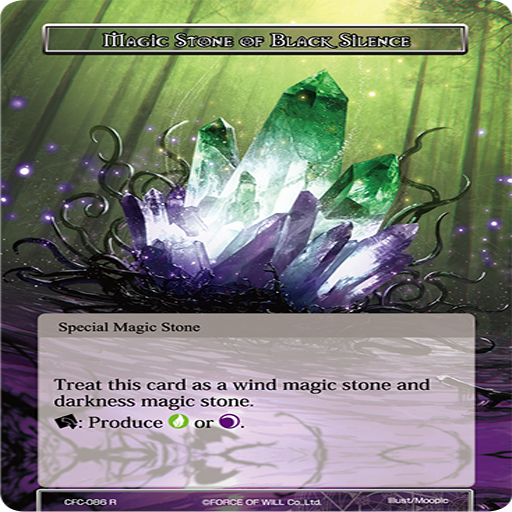 Magic Stone of Black Silence
Special Magic Stone
Treat this card as a wind magic stone and
darkness magic stone.
: Produce or .
CFC-086 R ©FORCE OF WILL Co.,Ltd. Illust/Moopic